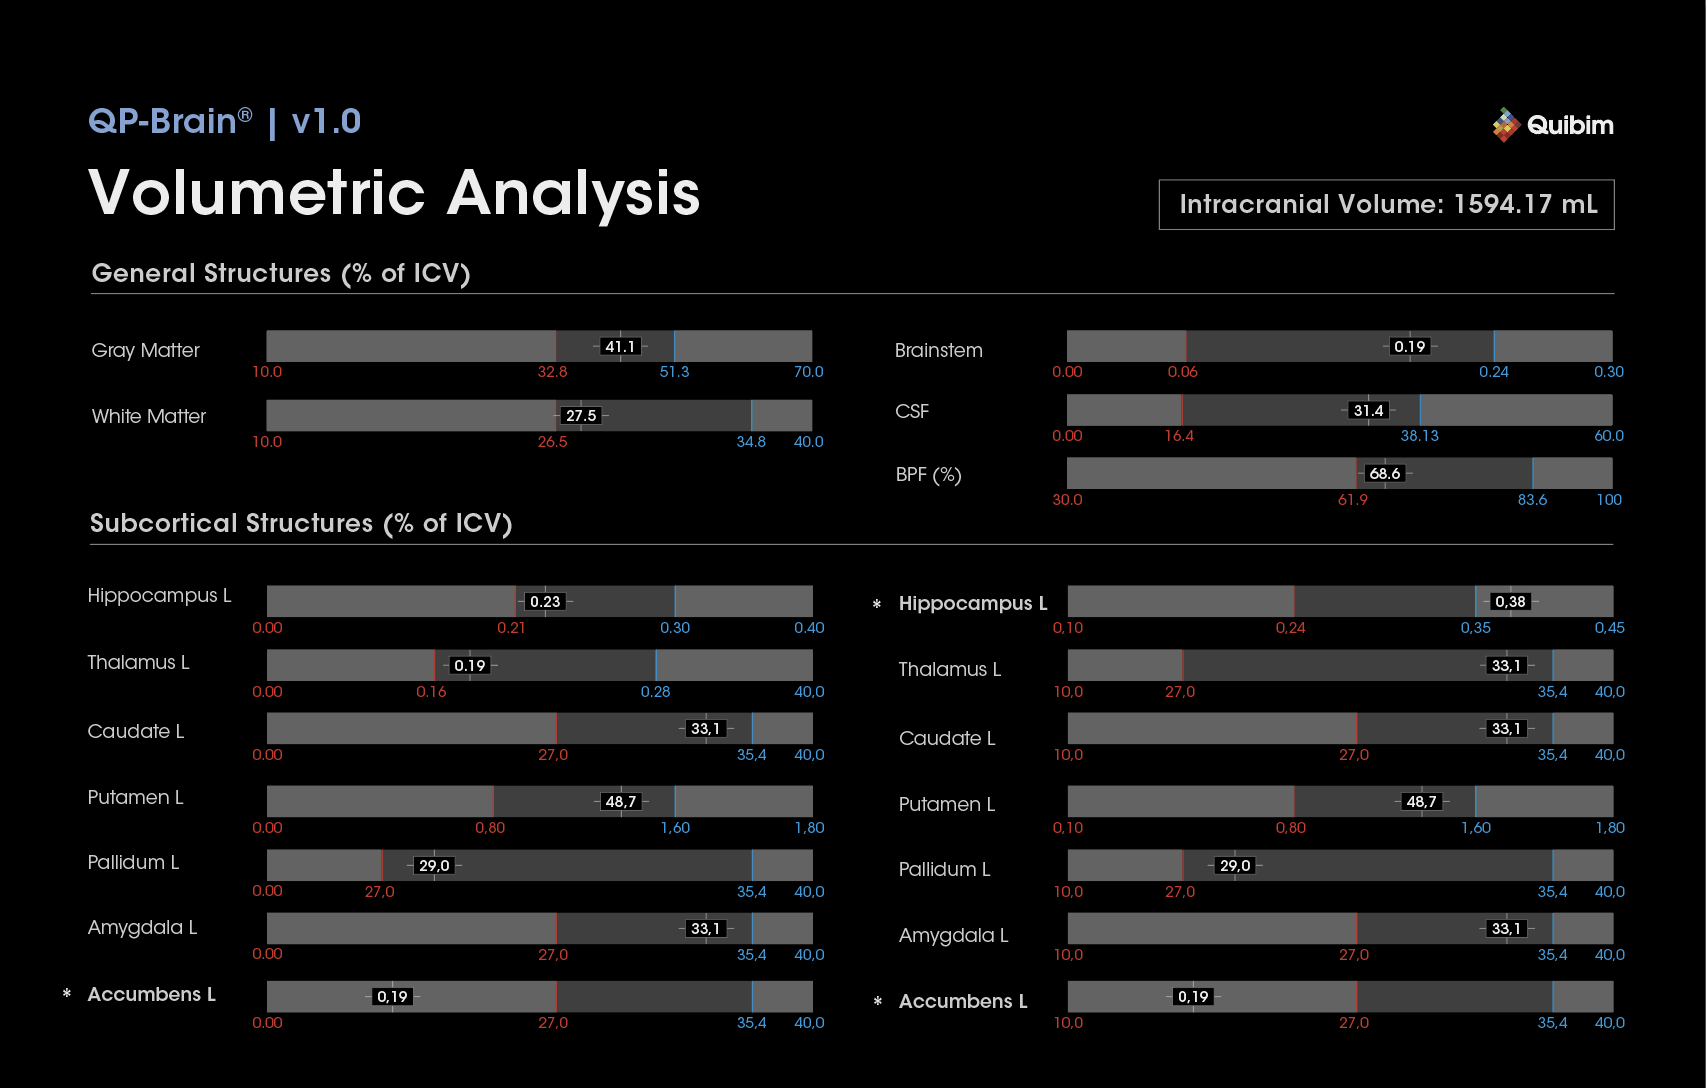 QP-Brain® | v1.0
Quibim
Volumetric Analysis
Intracranial Volume: 1594.17 mL
General Structures (% of ICV)
Gray Matter
41.1
10.0 32.8 51.3 70.0
White Matter
27.5
10.0 26.5 34.8 40.0
Brainstem
0.19
0.00 0.06 0.24 0.30
CSF
31.4
0.00 16.4 38.13 60.0
BPF (%)
68.6
30.0 61.9 83.6 100
Subcortical Structures (% of ICV)
Hippocampus L
0.23
0.00 0.21 0.30 0.40
Thalamus L
0.19
0.00 0.16 0.28 40,0
Caudate L
33,1
0.00 27,0 35,4 40,0
Putamen L
48,7
0.00 0,80 1,60 1,80
Pallidum L
29,0
0.00 27,0 35,4 40,0
Amygdala L
33,1
0.00 27,0 35,4 40,0
* Accumbens L
0,19
0.00 27,0 35,4 40,0
* Hippocampus L
0,38
0,10 0,24 0,35 0,45
Thalamus L
33,1
10,0 27,0 35,4 40,0
Caudate L
33,1
10,0 27,0 35,4 40,0
Putamen L
48,7
0,10 0,80 1,60 1,80
Pallidum L
29,0
10,0 27,0 35,4 40,0
Amygdala L
33,1
10,0 27,0 35,4 40,0
* Accumbens L
0,19
10,0 27,0 35,4 40,0